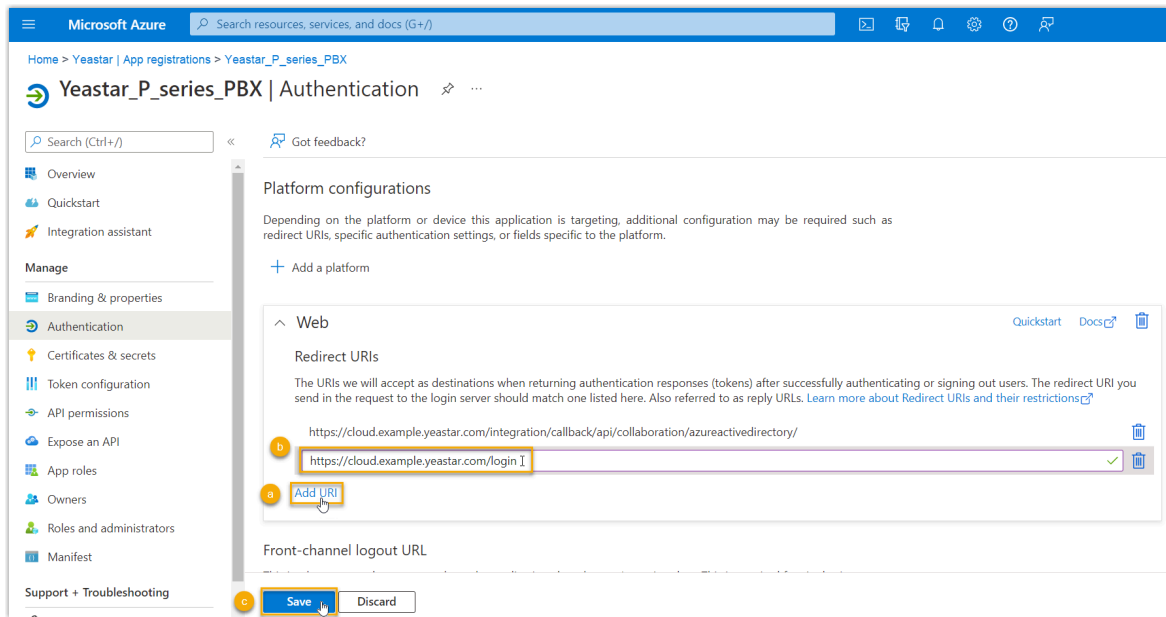 Microsoft Azure
Search resources, services, and docs (G+/)
Home > Yeastar | App registrations > Yeastar_P_series_PBX
Yeastar_P_series_PBX | Authentication
Search (Ctrl+/)
«
Got feedback?
Overview
Quickstart
Integration assistant
Manage
Branding & properties
Authentication
Certificates & secrets
Token configuration
API permissions
Expose an API
App roles
Owners
Roles and administrators
Manifest
Support + Troubleshooting
Platform configurations
Depending on the platform or device this application is targeting, additional configuration may be required such as
redirect URIs, specific authentication settings, or fields specific to the platform.
Add a platform
Web
Quickstart
Docs
Redirect URIs
The URIs we will accept as destinations when returning authentication responses (tokens) after successfully authenticating or signing out users. The redirect URI you
send in the request to the login server should match one listed here. Also referred to as reply URLs. Learn more about Redirect URIs and their restrictions
https://cloud.example.yeastar.com/integration/callback/api/collaboration/azureactivedirectory/
b
https://cloud.example.yeastar.com/login
a
Add URI
Front-channel logout URL
c
Save
Discard